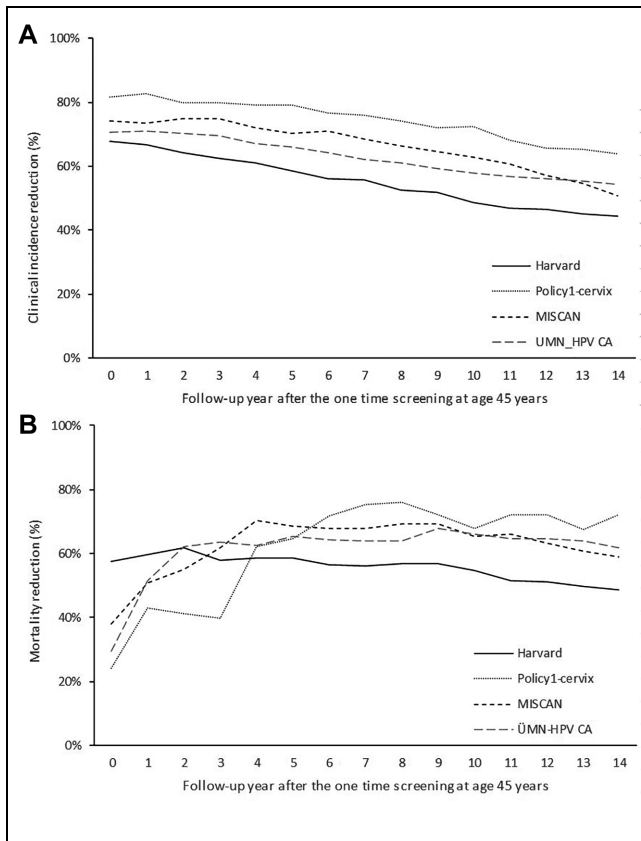 A
100%
80%
60%
40%
20%
0%
Clinical incidence reduction (%)
Harvard
Policy1-cervix
MISCAN
UMN_HPV CA
0 1 2 3 4 5 6 7 8 9 10 11 12 13 14
Follow-up year after the one time screening at age 45 years
B
100%
80%
60%
40%
20%
0%
Mortality reduction (%)
Harvard
Policy1-cervix
MISCAN
ÜMN-HPV CA
0 1 2 3 4 5 6 7 8 9 10 11 12 13 14
Follow-up year after the one time screening at age 45 years